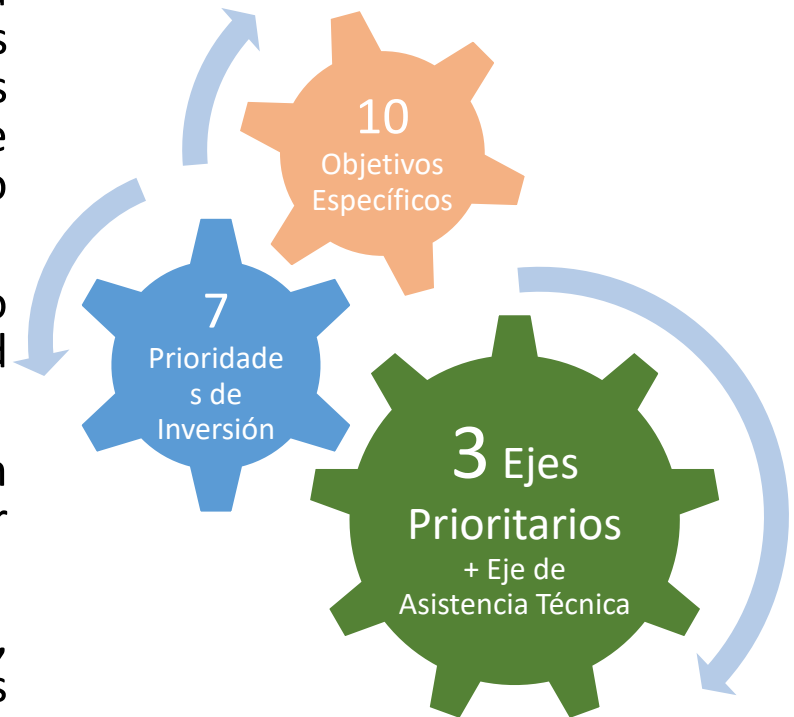 10
Objetivos
Específicos
7
Prioridade
s de
Inversión
3 Ejes
Prioritarios
+ Eje de
Asistencia Técnica